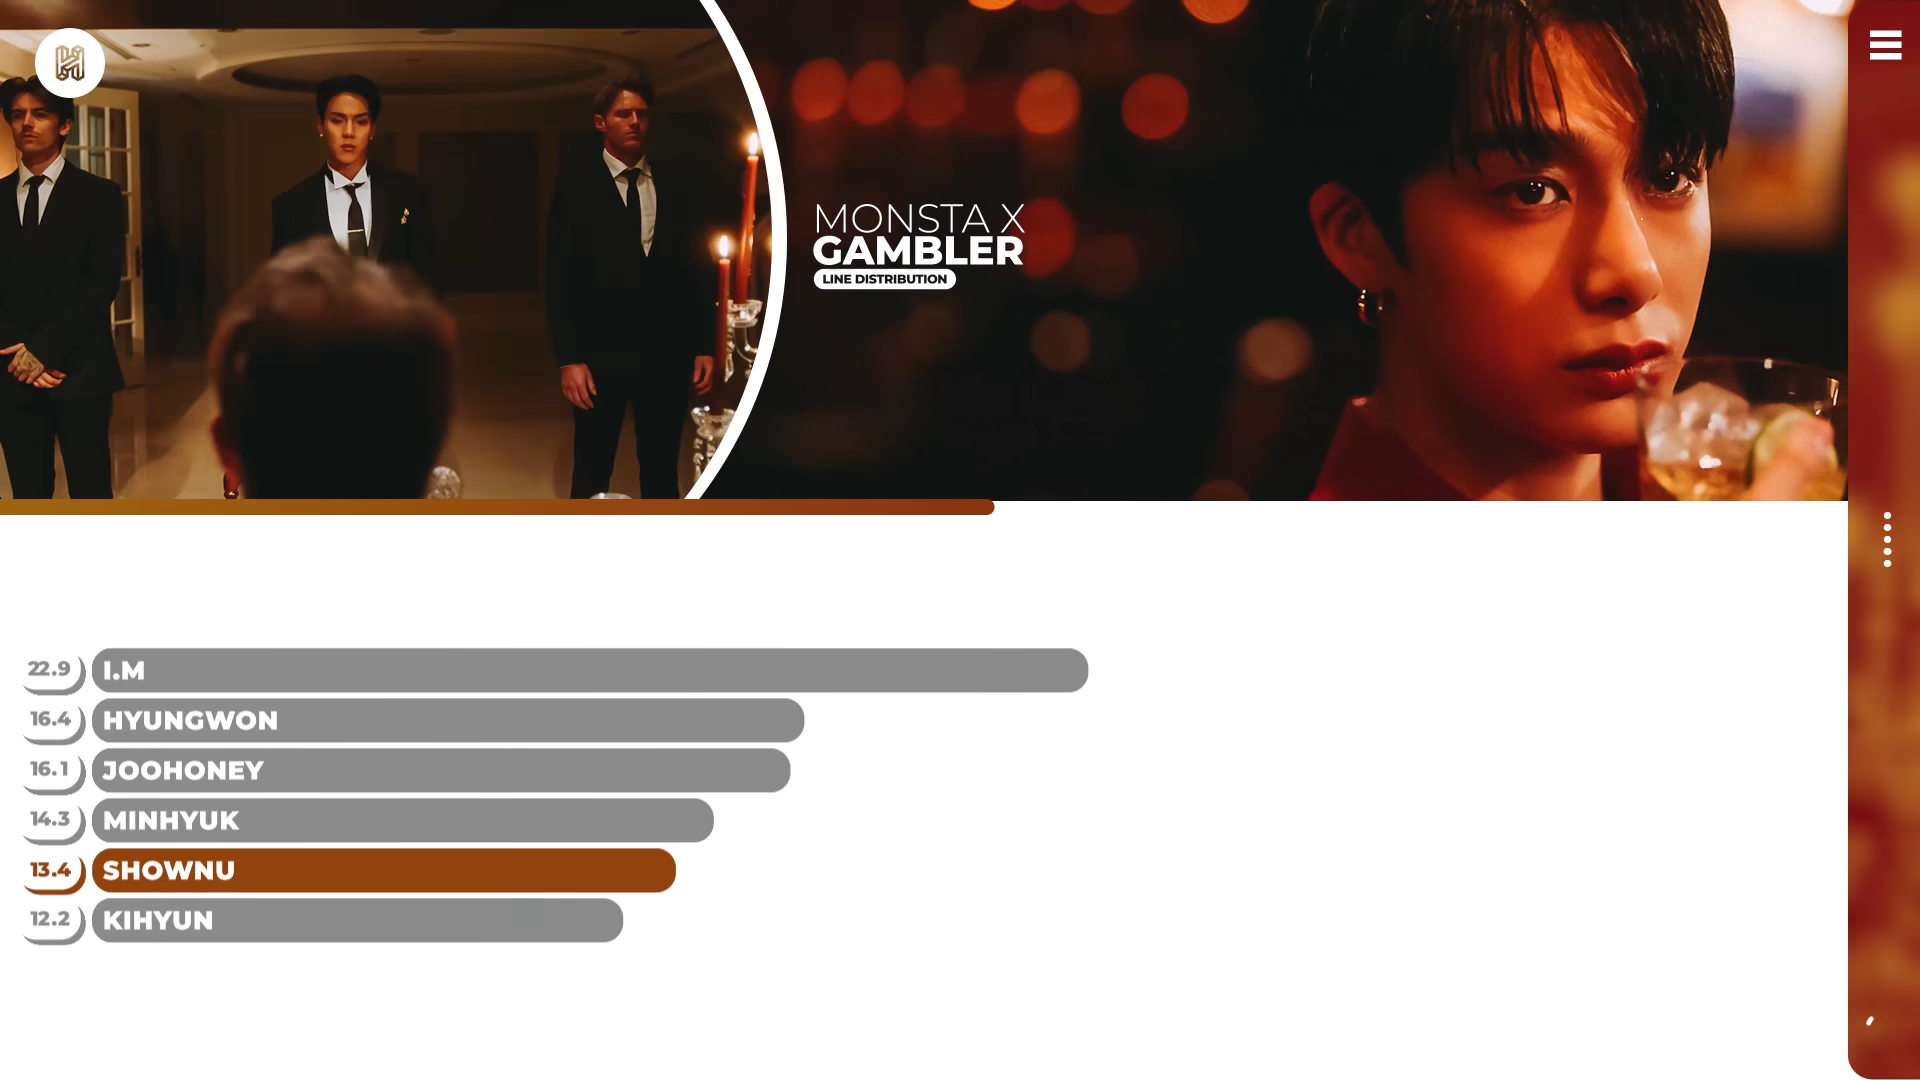 MONSTA X
GAMBLER
LINE DISTRIBUTION
22.9 I.M
16.4 HYUNGWON
16.1 JOOHONEY
14.3 MINHYUK
13.4 SHOWNU
12.2 KIHYUN